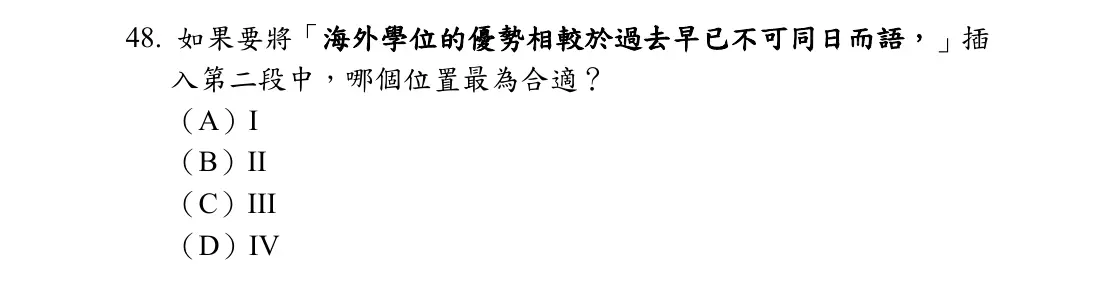 48. 如果要將「海外學位的優勢相較於過去早已不可同日而語，」插
入第二段中，哪個位置最為合適？
（A）I
（B）II
（C）III
（D）IV